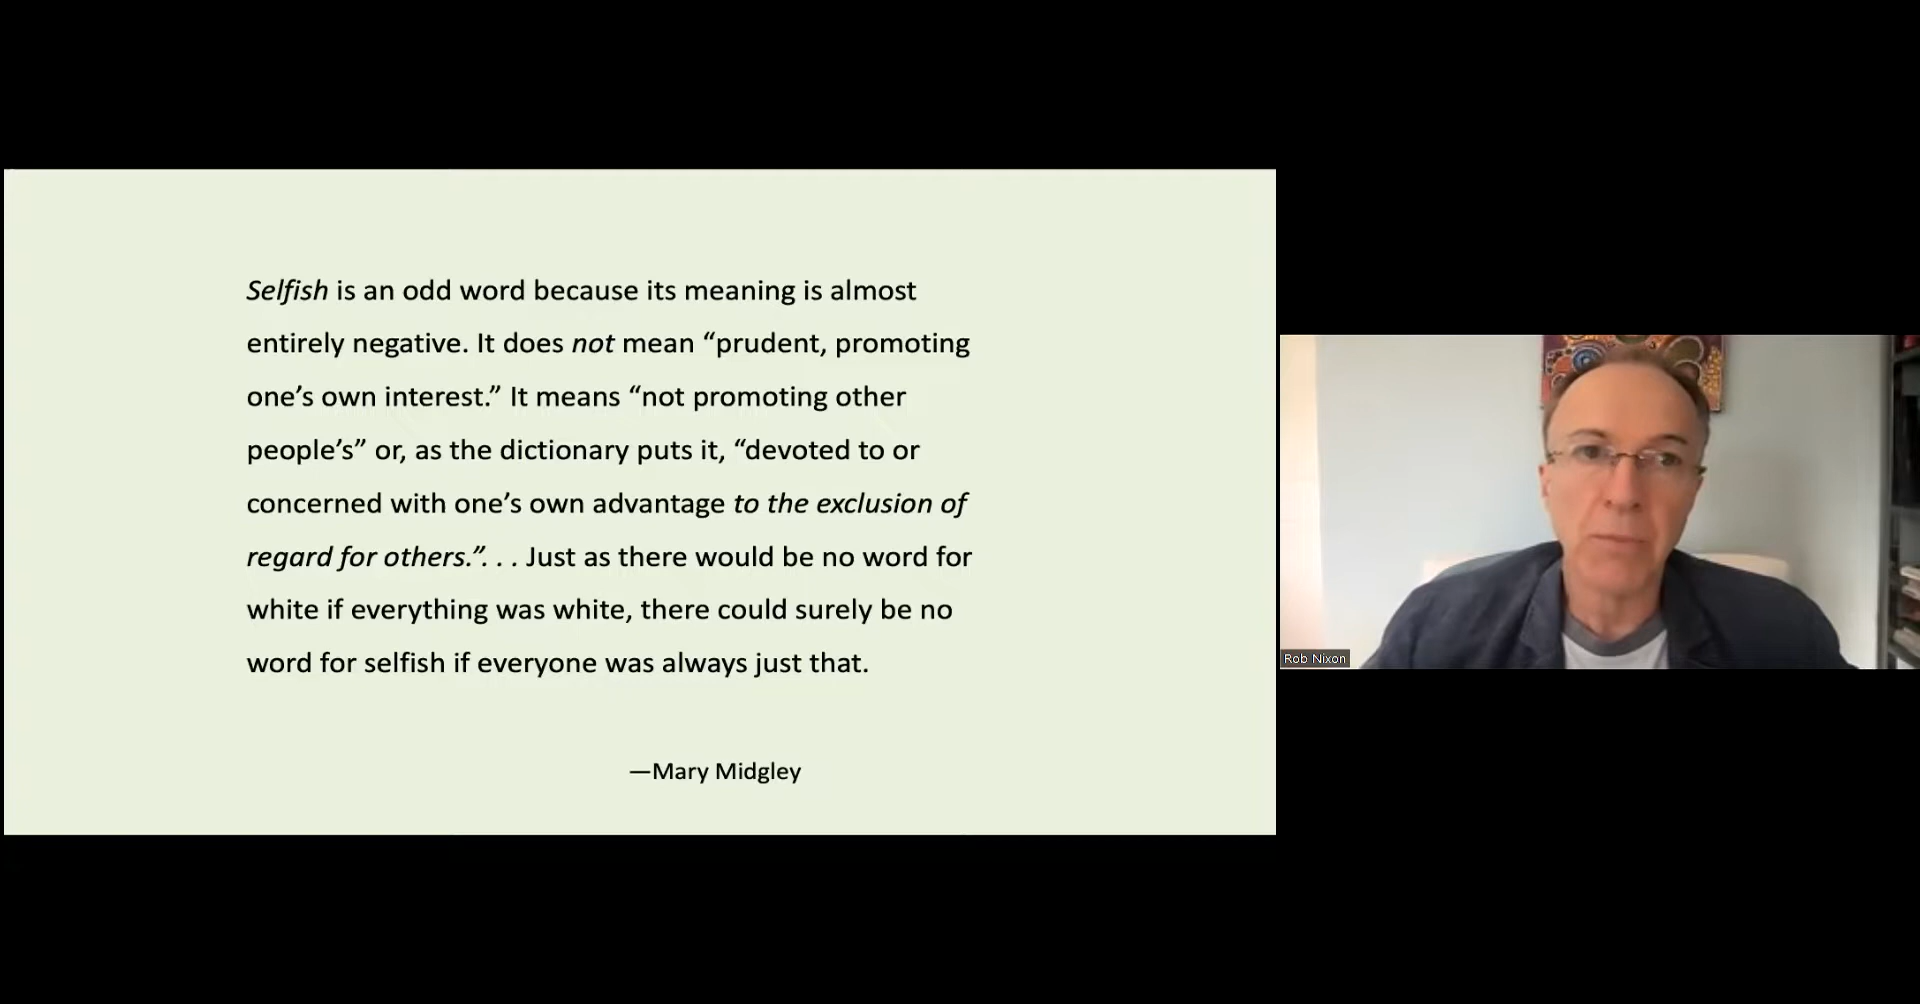 Selfish is an odd word because its meaning is almost
entirely negative. It does not mean “prudent, promoting
one’s own interest.” It means “not promoting other
people’s” or, as the dictionary puts it, “devoted to or
concerned with one’s own advantage to the exclusion of
regard for others.”. . . Just as there would be no word for
white if everything was white, there could surely be no
word for selfish if everyone was always just that.
—Mary Midgley
Rob Nixon